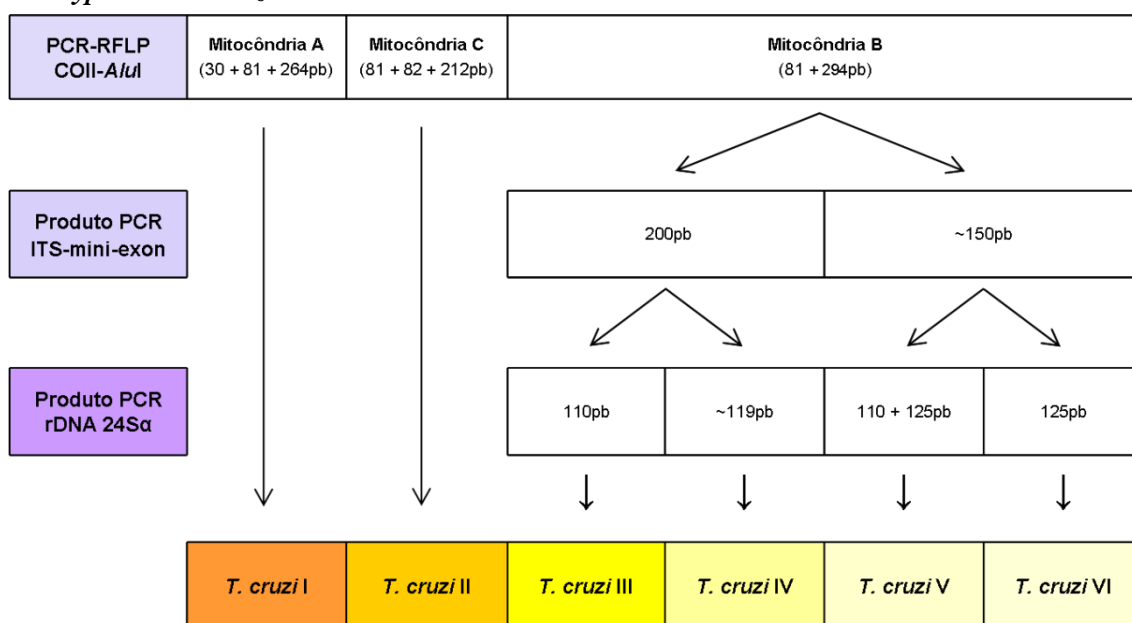 PCR-RFLP
COII-AluI
Mitocôndria A
(30 + 81 + 264pb)
Mitocôndria C
(81 + 82 + 212pb)
Mitocôndria B
(81 + 294pb)
Produto PCR
ITS-mini-exon
200pb
~150pb
Produto PCR
rDNA 24Sα
110pb
~119pb
110 + 125pb
125pb
T. cruzi I
T. cruzi II
T. cruzi III
T. cruzi IV
T. cruzi V
T. cruzi VI